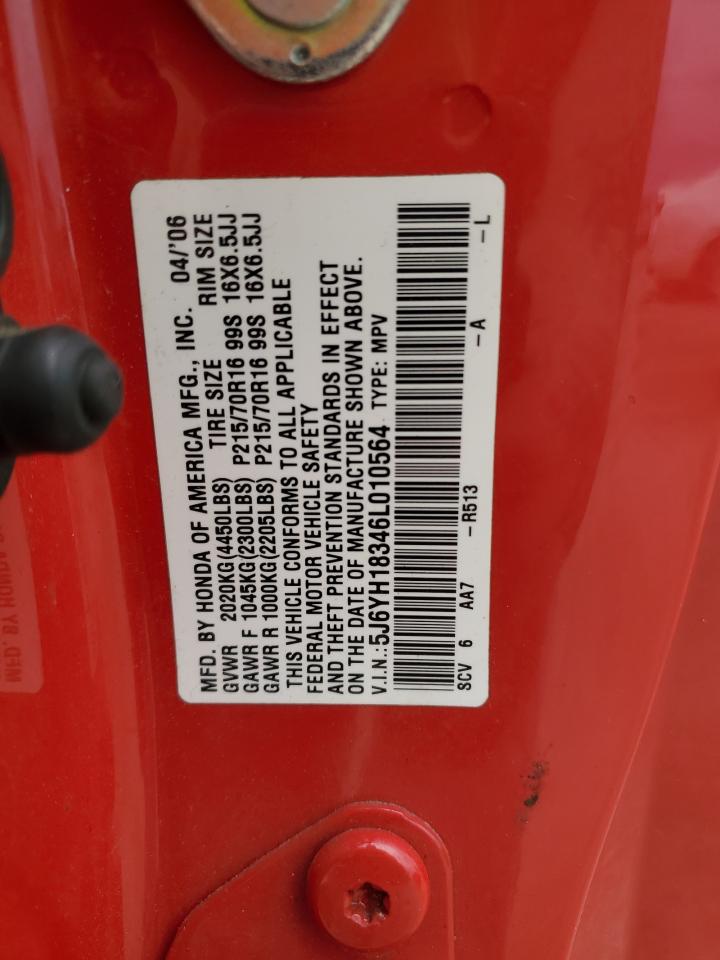 MFD. BY HONDA OF AMERICA MFG., INC. 04/'06
GVWR 2020KG(4450LBS) TIRE SIZE RIM SIZE
GAWR F 1045KG(2300LBS) P215/70R16 99S 16X6.5JJ
GAWR R 1000KG(2205LBS) P215/70R16 99S 16X6.5JJ
THIS VEHICLE CONFORMS TO ALL APPLICABLE
FEDERAL MOTOR VEHICLE SAFETY
AND THEFT PREVENTION STANDARDS IN EFFECT
ON THE DATE OF MANUFACTURE SHOWN ABOVE.
V.I.N.:5J6YH18346L010564 TYPE: MPV
SCV 6 AA7 -R513 -A -L